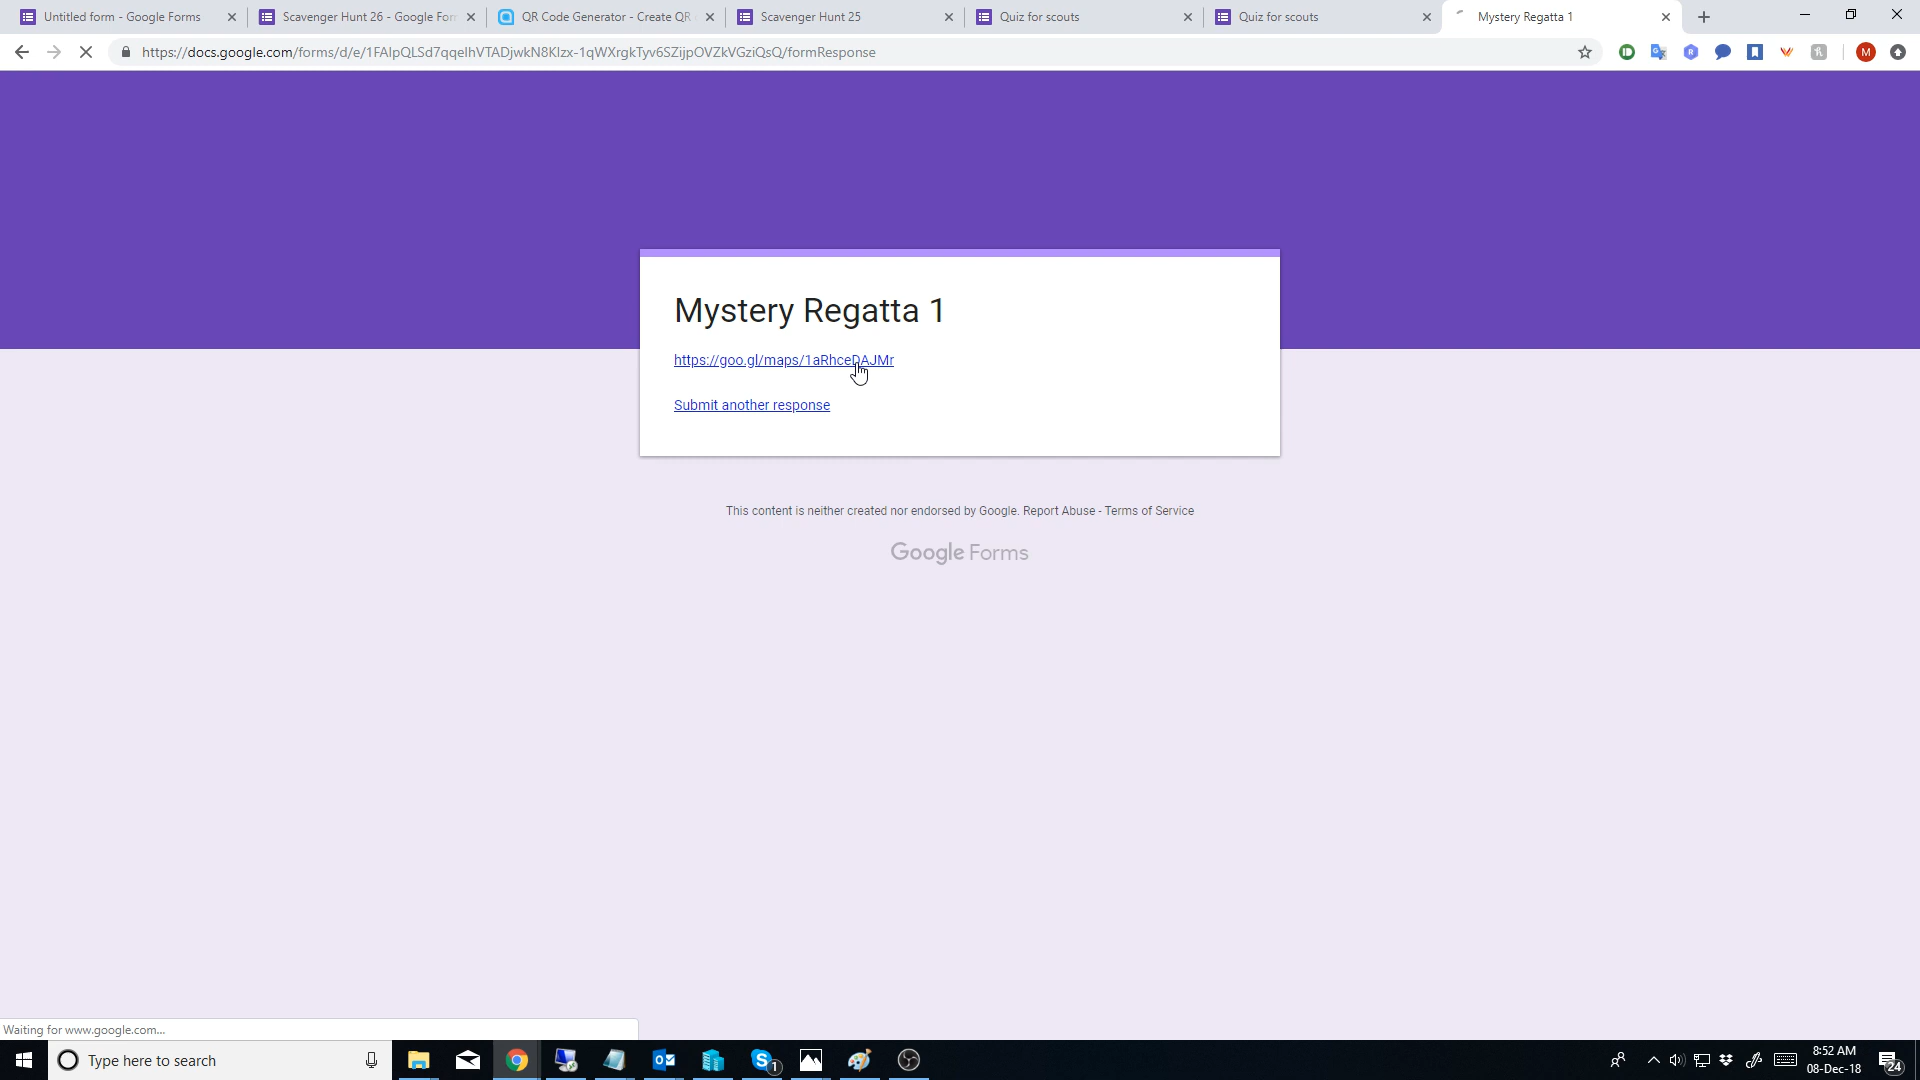 Untitled form - Google Forms
Scavenger Hunt 26 - Google For
QR Code Generator - Create QR
Scavenger Hunt 25
Quiz for scouts
Quiz for scouts
Mystery Regatta 1
https://docs.google.com/forms/d/e/1FAIpQLSd7qqelhVTADjwkN8KIzx-1qWXrgkTyv6SZijpOVZkVGziQsQ/formResponse
M
Mystery Regatta 1
https://goo.gl/maps/1aRhceDAJMr
Submit another response
This content is neither created nor endorsed by Google. Report Abuse - Terms of Service
Google Forms
Waiting for www.google.com...
Type here to search
1
8:52 AM
08-Dec-18
24